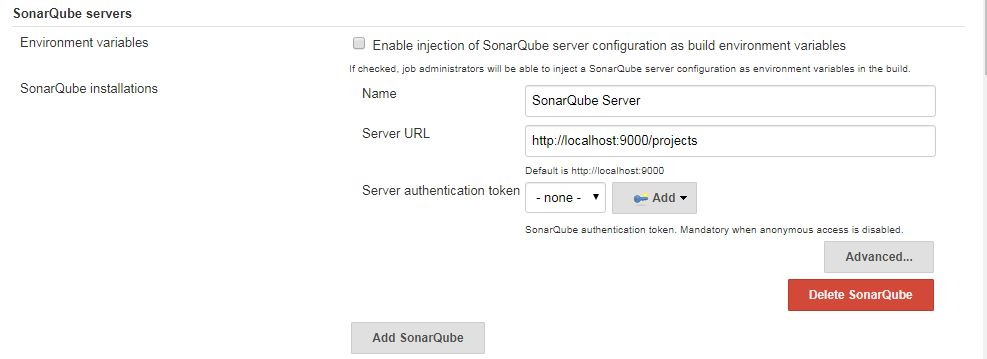 SonarQube servers
Environment variables
Enable injection of SonarQube server configuration as build environment variables
If checked, job administrators will be able to inject a SonarQube server configuration as environment variables in the build.
SonarQube installations
Name
SonarQube Server
Server URL
http://localhost:9000/projects
Default is http://localhost:9000
Server authentication token
- none -
Add
SonarQube authentication token. Mandatory when anonymous access is disabled.
Advanced...
Delete SonarQube
Add SonarQube